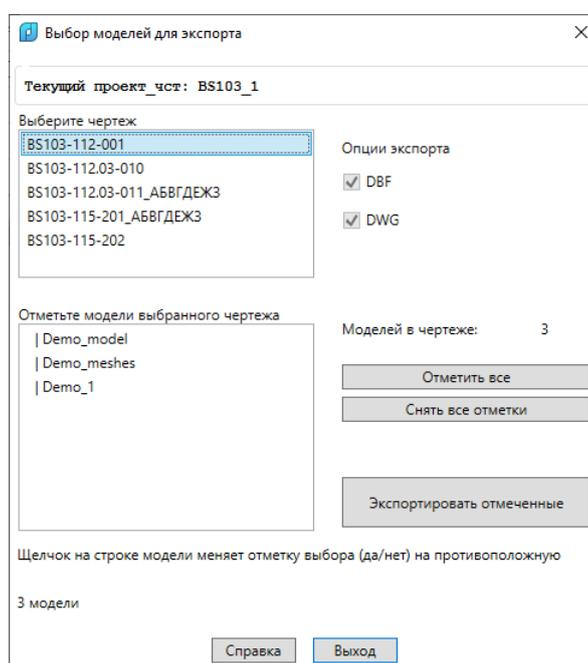 Выбор моделей для экспорта
Текущий проект_чст: BS103_1
Выберите чертеж
BS103-112-001
BS103-112.03-010
BS103-112.03-011_АБВГДЕЖЗ
BS103-115-201_АБВГДЕЖЗ
BS103-115-202
Опции экспорта
DBF
DWG
Отметьте модели выбранного чертежа
| Demo_model
| Demo_meshes
| Demo_1
Моделей в чертеже: 3
Отметить все
Снять все отметки
Экспортировать отмеченные
Щелчок на строке модели меняет отметку выбора (да/нет) на противоположную
3 модели
Справка Выход